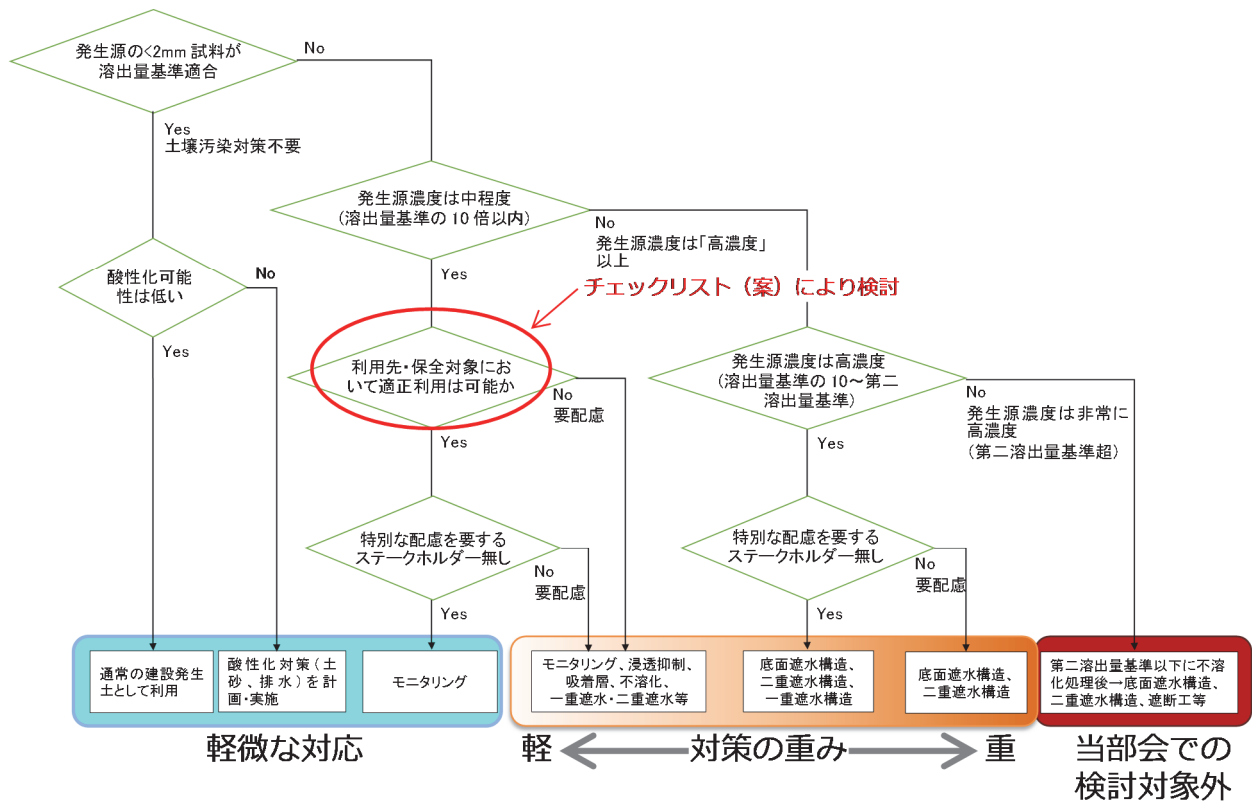 発生源の<2mm 試料が
溶出量基準適合
No
Yes
土壌汚染対策不要
発生源濃度は中程度
(溶出量基準の 10 倍以内)
No
発生源濃度は「高濃度」
以上
酸性化可能
性は低い
No
Yes
Yes
チェックリスト（案）により検討
利用先・保全対象にお
いて適正利用は可能か
No
要配慮
Yes
発生源濃度は高濃度
(溶出量基準の 10～第二
溶出量基準)
No
発生源濃度は非常に
高濃度
(第二溶出量基準超)
Yes
特別な配慮を要する
ステークホルダー無し
No
要配慮
Yes
特別な配慮を要する
ステークホルダー無し
No
要配慮
Yes
通常の建設発生
土として利用
酸性化対策(土
砂、排水)を計
画・実施
モニタリング
モニタリング、浸透抑制、
吸着層、不溶化、
一重遮水・二重遮水等
底面遮水構造、
二重遮水構造、
一重遮水構造
底面遮水構造、
二重遮水構造
第二溶出量基準以下に不溶
化処理後→底面遮水構造、
二重遮水構造、遮断工等
軽微な対応
軽
対策の重み
重
当部会での
検討対象外